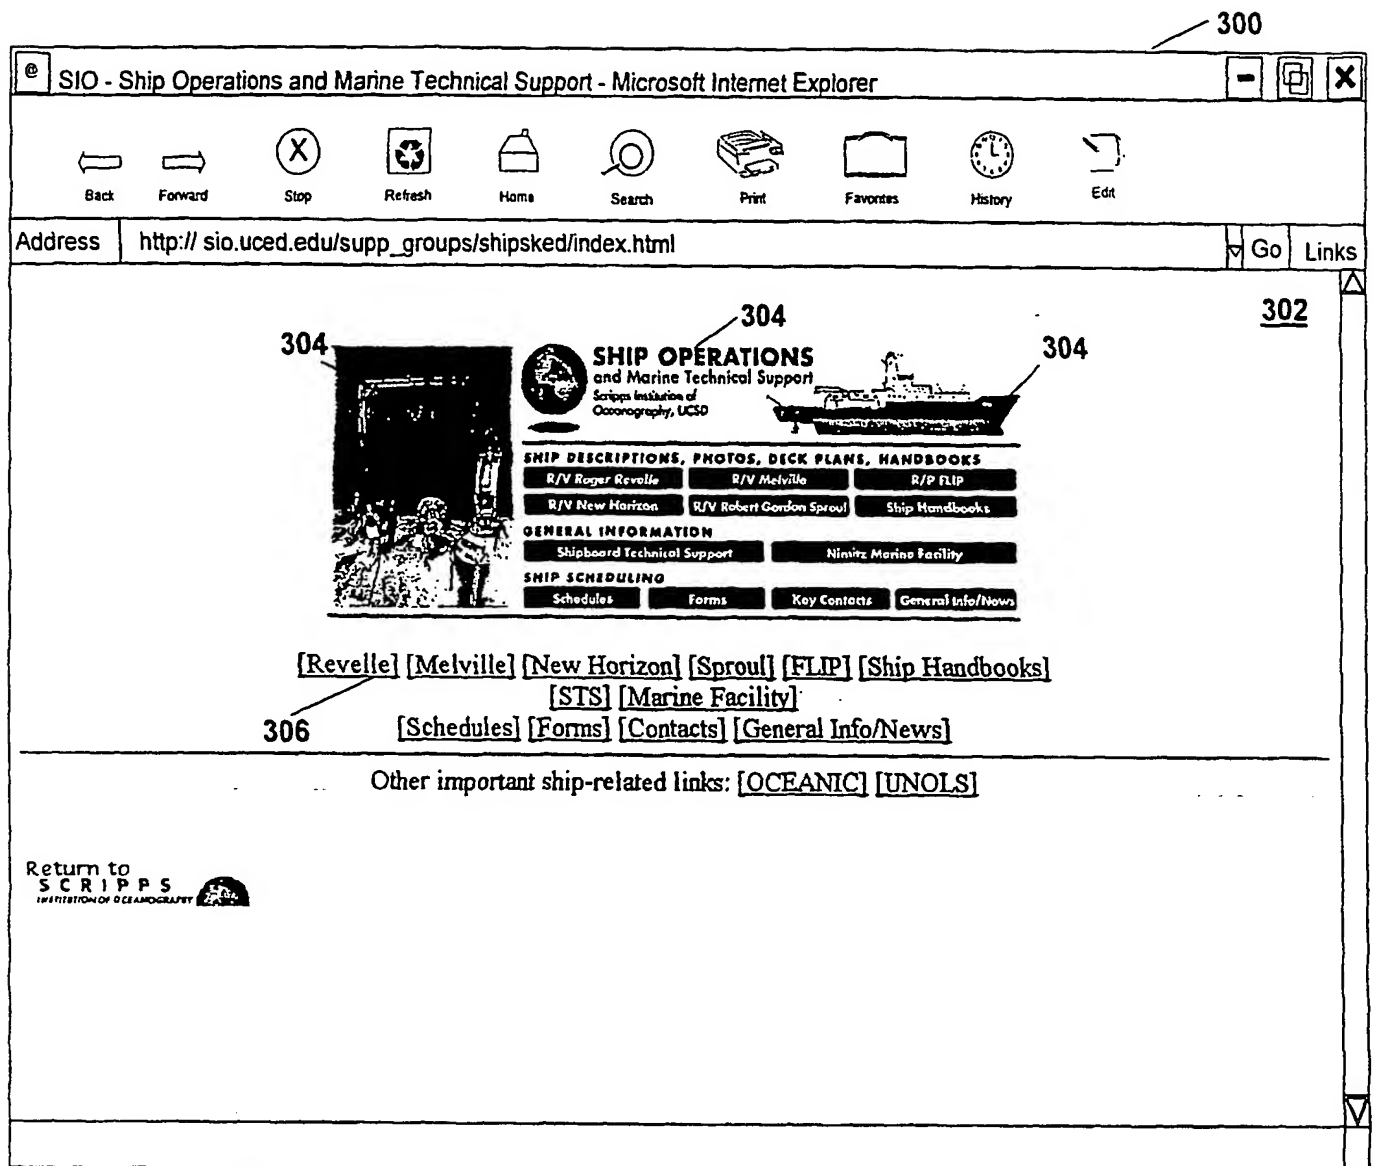 300
@ SIO - Ship Operations and Marine Technical Support - Microsoft Internet Explorer
Back Forward Stop Refresh Home Search Print Favorites History Edit
Address http:// sio.uced.edu/supp_groups/shipsked/index.html Go Links
302
304 304 304
SHIP OPERATIONS
and Marine Technical Support
Scripps Institution of
Oceanography, UCSD
SHIP DESCRIPTIONS, PHOTOS, DECK PLANS, HANDBOOKS
R/V Roger Revelle R/V Melville R/P FLIP
R/V New Horizon R/V Robert Gordon Sproul Ship Handbooks
GENERAL INFORMATION
Shipboard Technical Support Nimitz Marine Facility
SHIP SCHEDULING
Schedules Forms Key Contacts General Info/News
[Revelle] [Melville] [New Horizon] [Sproul] [FLIP] [Ship Handbooks]
[STS] [Marine Facility]
306 [Schedules] [Forms] [Contacts] [General Info/News]
Other important ship-related links: [OCEANIC] [UNOLS]
Return to
SCRIPPS
INSTITUTION OF OCEANOGRAPHY